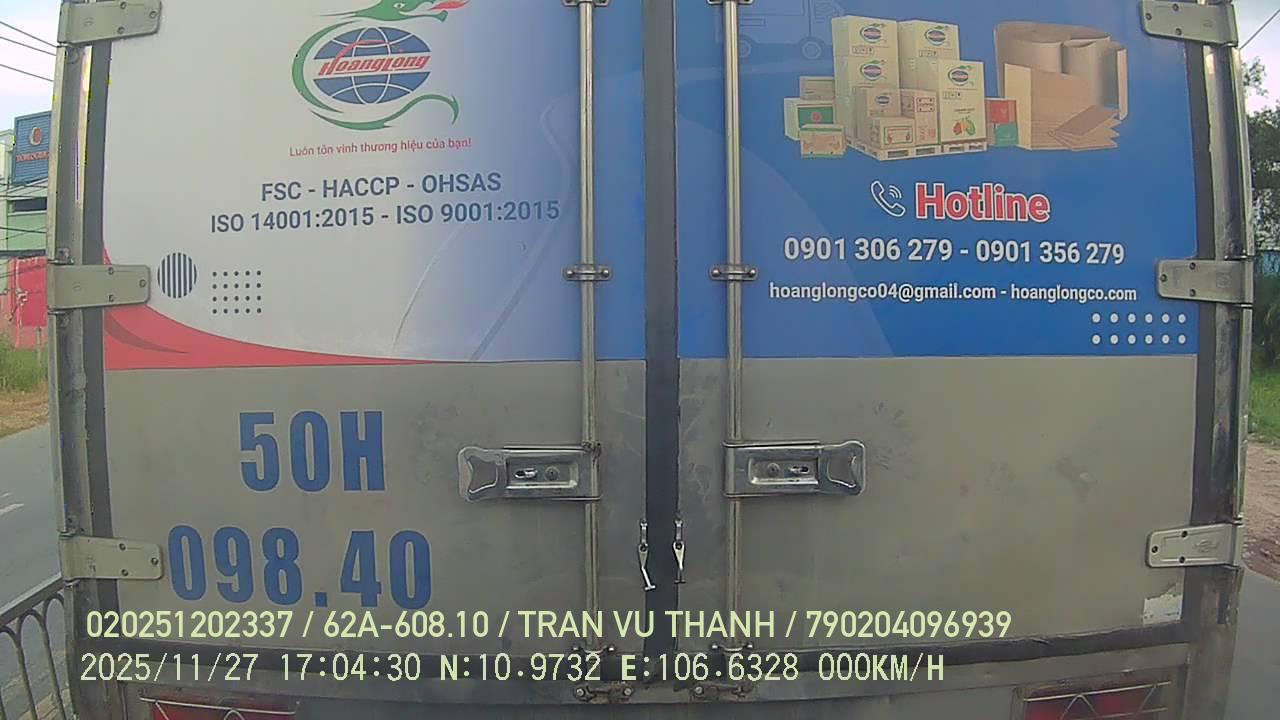 HoangLong
Luôn tôn vinh thương hiệu của bạn!
FSC - HACCP - OHSAS
ISO 14001:2015 - ISO 9001:2015
Hotline
0901 306 279 - 0901 356 279
hoanglongco04@gmail.com - hoanglongco.com
50H
098.40
020251202337 / 62A-608.10 / TRAN VU THANH / 790204096939
2025/11/27 17:04:30 N:10.9732 E:106.6328 000KM/H